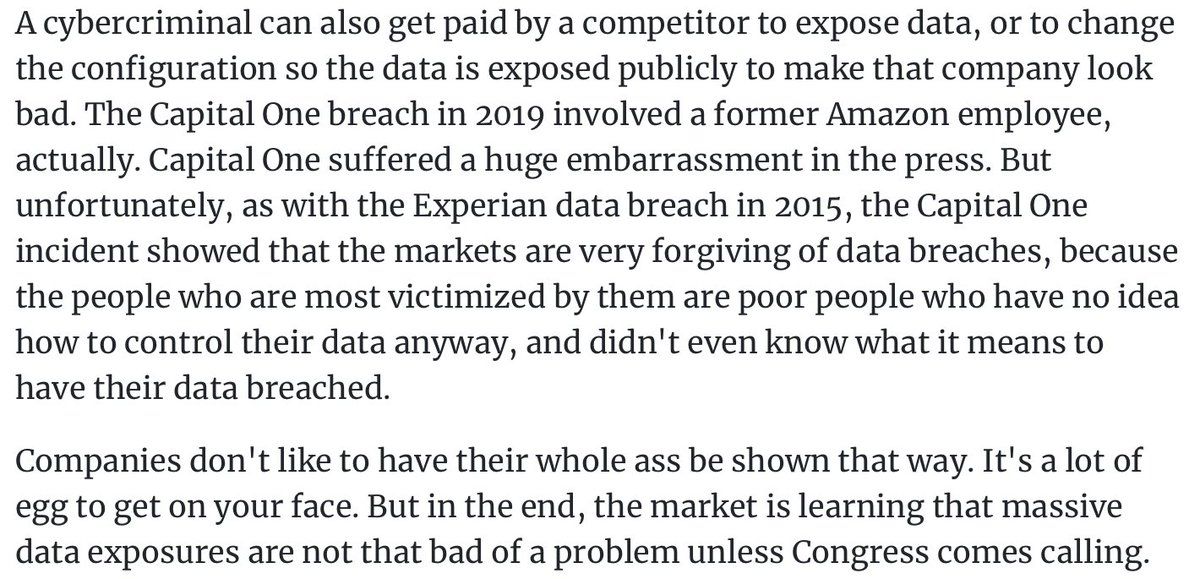 A cybercriminal can also get paid by a competitor to expose data, or to change
the configuration so the data is exposed publicly to make that company look
bad. The Capital One breach in 2019 involved a former Amazon employee,
actually. Capital One suffered a huge embarrassment in the press. But
unfortunately, as with the Experian data breach in 2015, the Capital One
incident showed that the markets are very forgiving of data breaches, because
the people who are most victimized by them are poor people who have no idea
how to control their data anyway, and didn't even know what it means to
have their data breached.
Companies don't like to have their whole ass be shown that way. It's a lot of
egg to get on your face. But in the end, the market is learning that massive
data exposures are not that bad of a problem unless Congress comes calling.